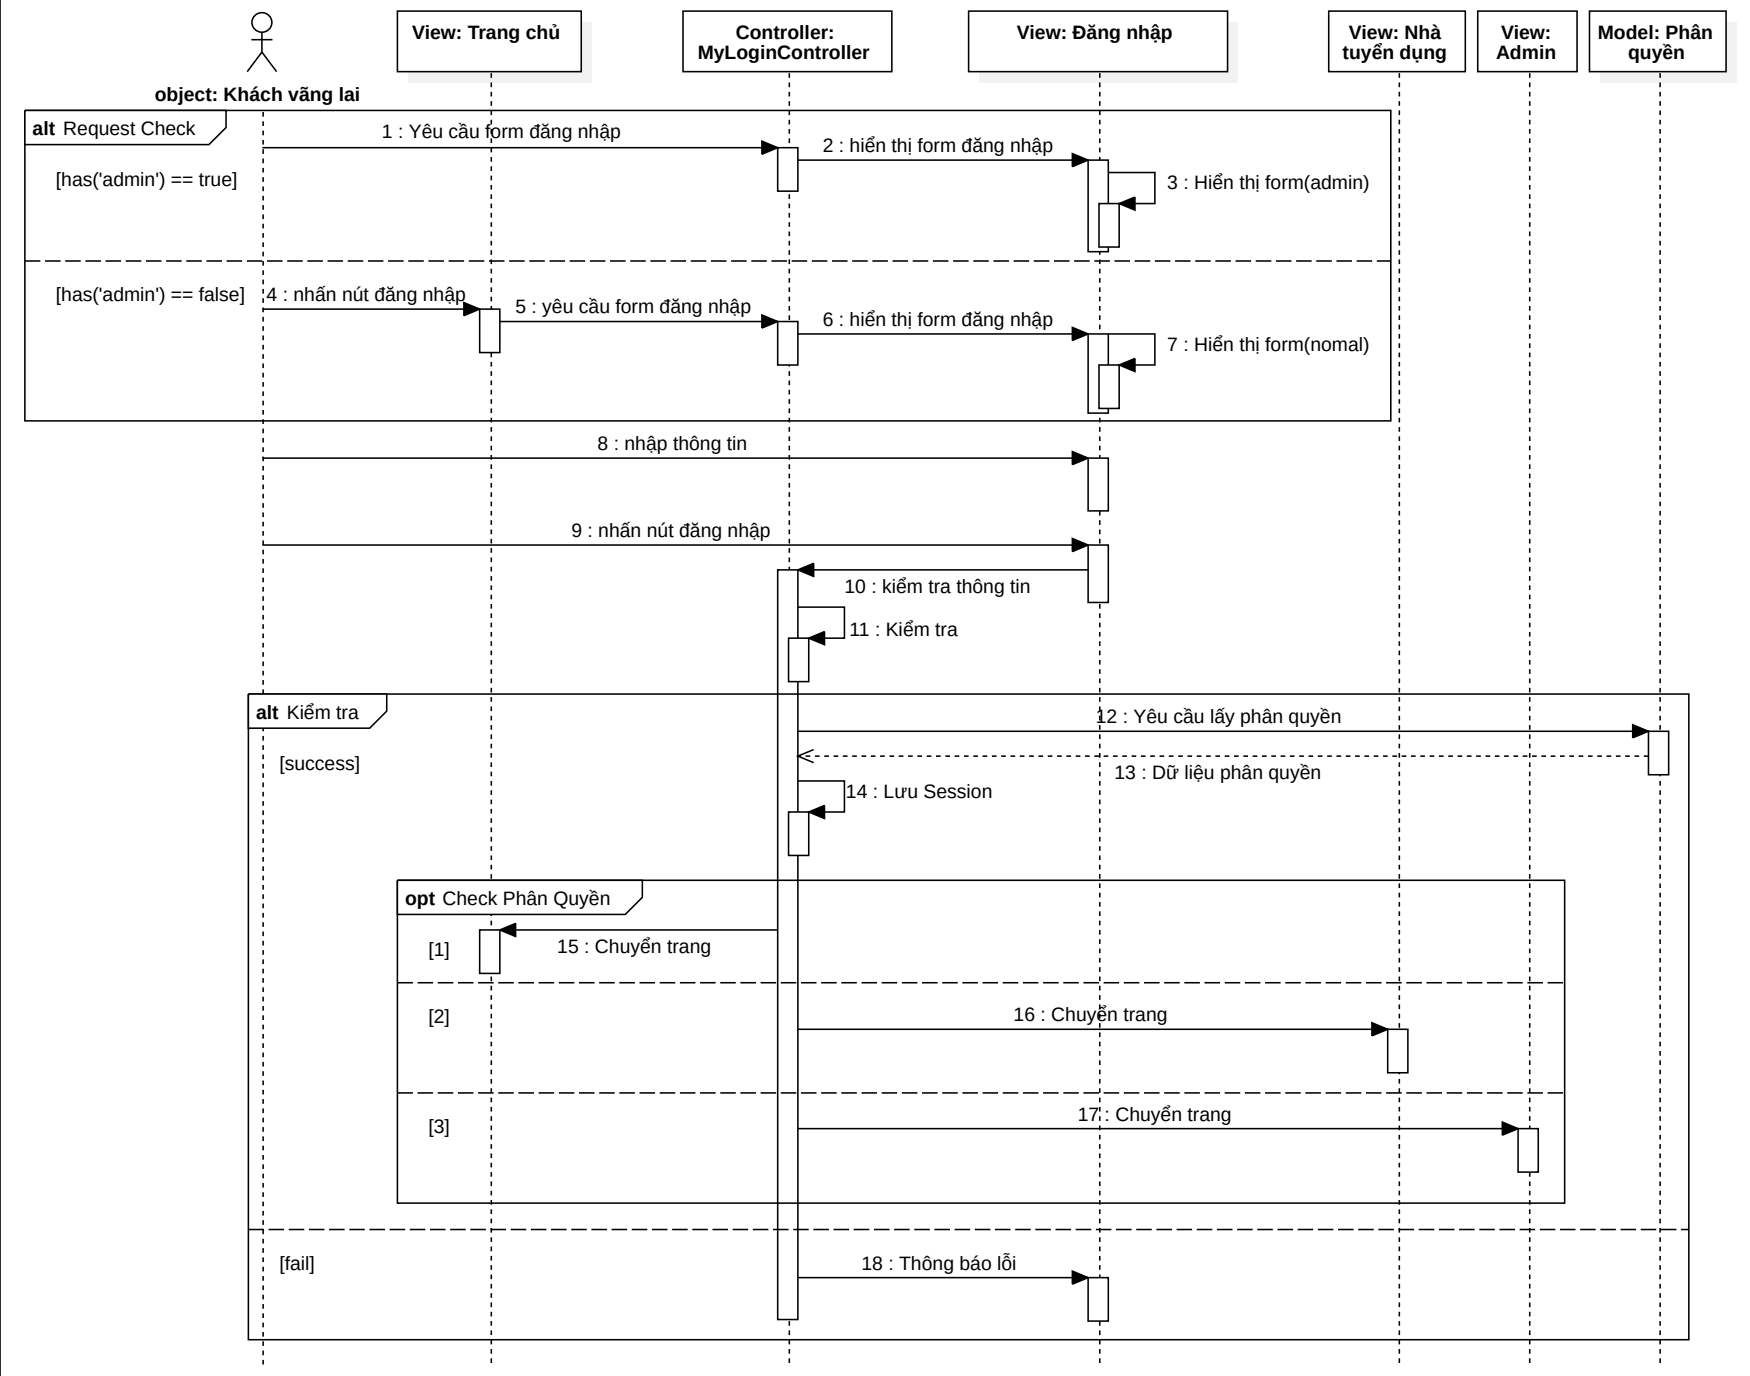 View: Trang chủ
Controller:
MyLoginController
View: Đăng nhập
View: Nhà
tuyển dụng
View:
Admin
Model: Phân
quyền
object: Khách vãng lai
alt Request Check
1 : Yêu cầu form đăng nhập
2 : hiển thị form đăng nhập
[has('admin') == true]
3 : Hiển thị form(admin)
[has('admin') == false]
4 : nhấn nút đăng nhập
5 : yêu cầu form đăng nhập
6 : hiển thị form đăng nhập
7 : Hiển thị form(nomal)
8 : nhập thông tin
9 : nhấn nút đăng nhập
10 : kiểm tra thông tin
11 : Kiểm tra
alt Kiểm tra
12 : Yêu cầu lấy phân quyền
[success]
13 : Dữ liệu phân quyền
14 : Lưu Session
opt Check Phân Quyền
[1]
15 : Chuyển trang
[2]
16 : Chuyển trang
[3]
17 : Chuyển trang
[fail]
18 : Thông báo lỗi